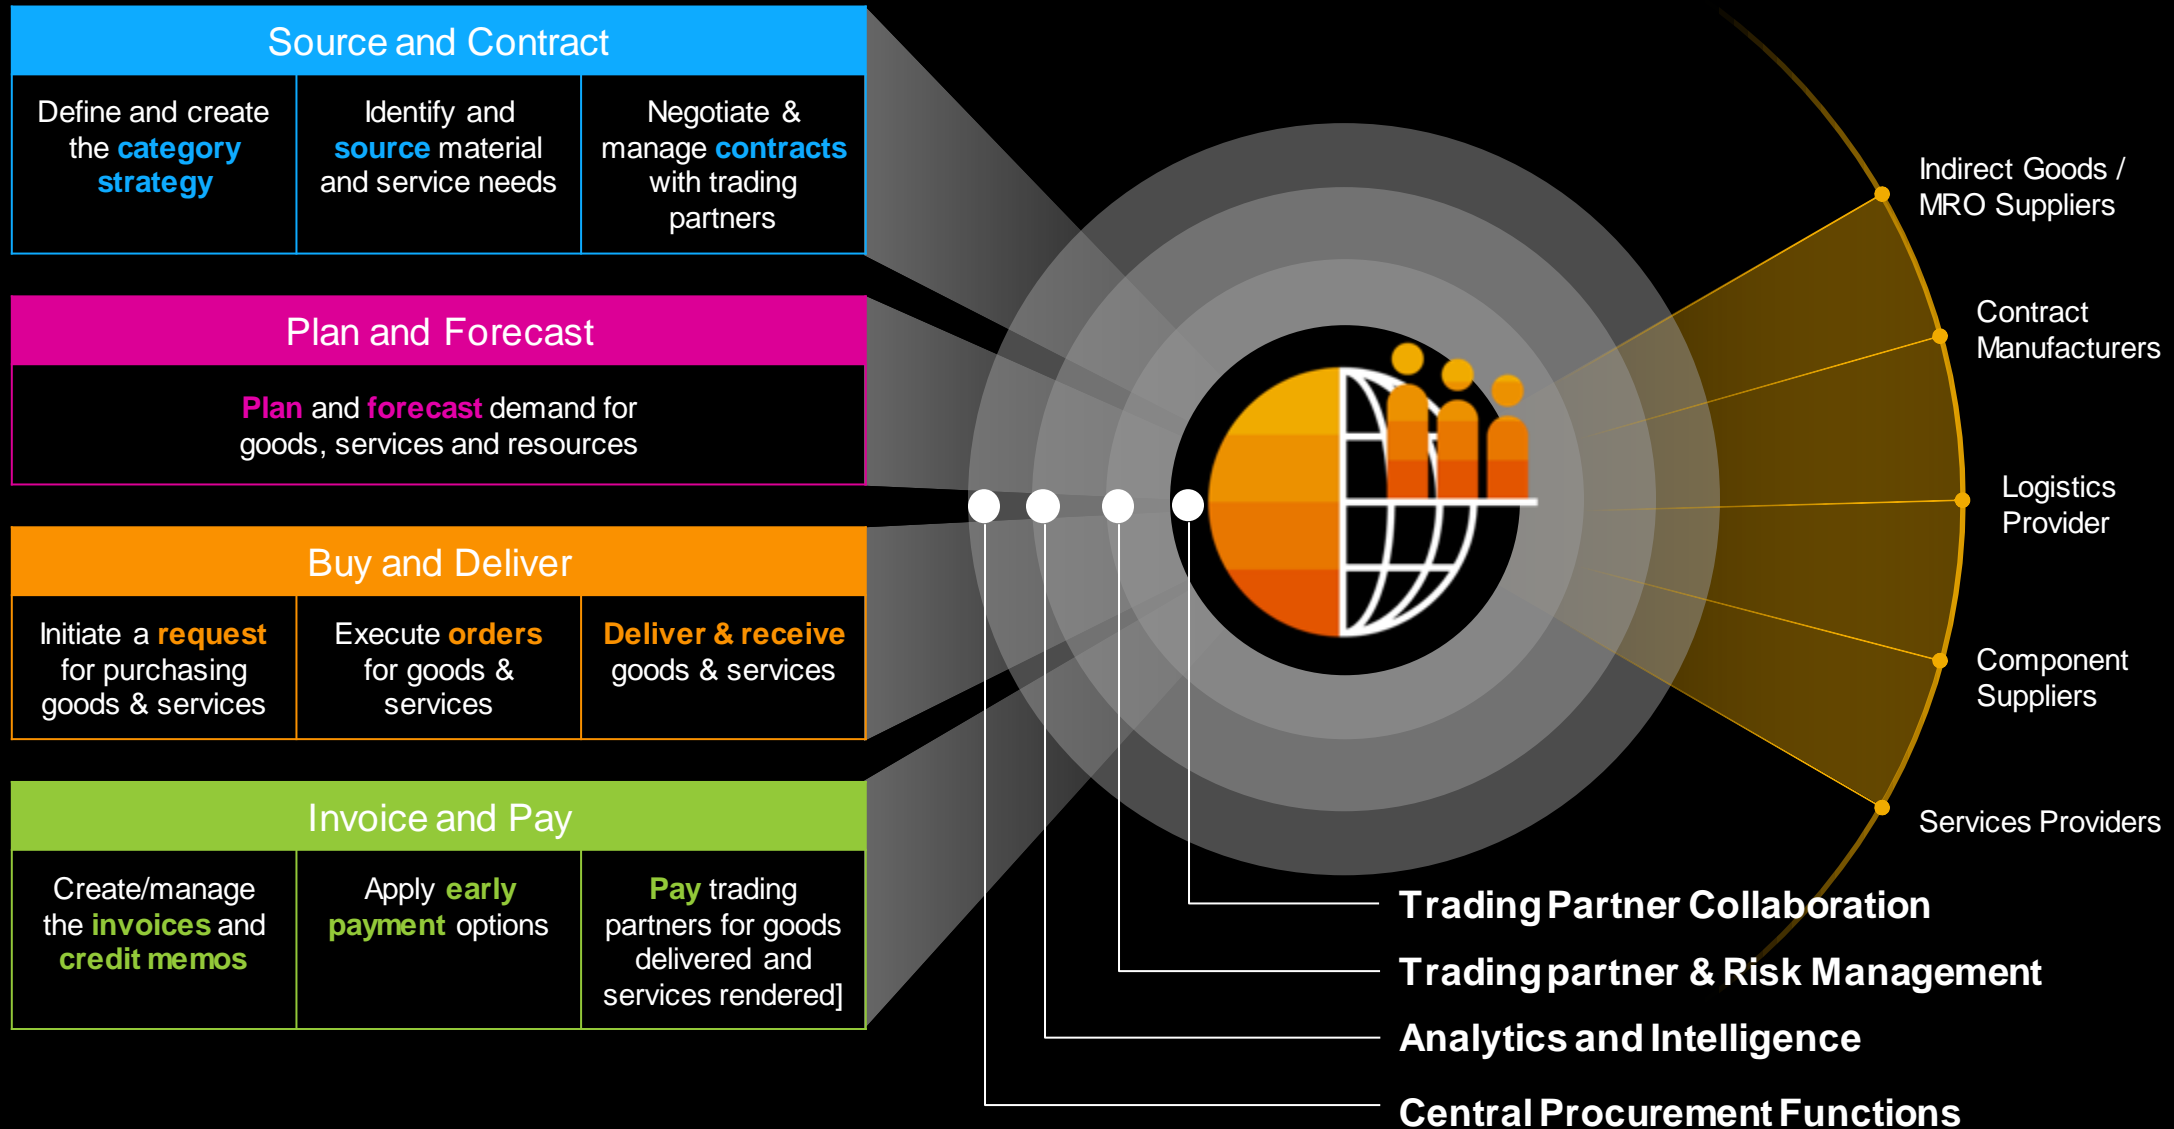 Source and Contract
Define and create
the category
strategy
Identify and
source material
and service needs
Negotiate &
manage contracts
with trading
partners
Plan and Forecast
Plan and forecast demand for
goods, services and resources
Buy and Deliver
Initiate a request
for purchasing
goods & services
Execute orders
for goods &
services
Deliver & receive
goods & services
Invoice and Pay
Create/manage
the invoices and
credit memos
Apply early
payment options
Pay trading
partners for goods
delivered and
services rendered]
Indirect Goods /
MRO Suppliers
Contract
Manufacturers
Logistics
Provider
Component
Suppliers
Services Providers
Trading Partner Collaboration
Trading partner & Risk Management
Analytics and Intelligence
Central Procurement Functions